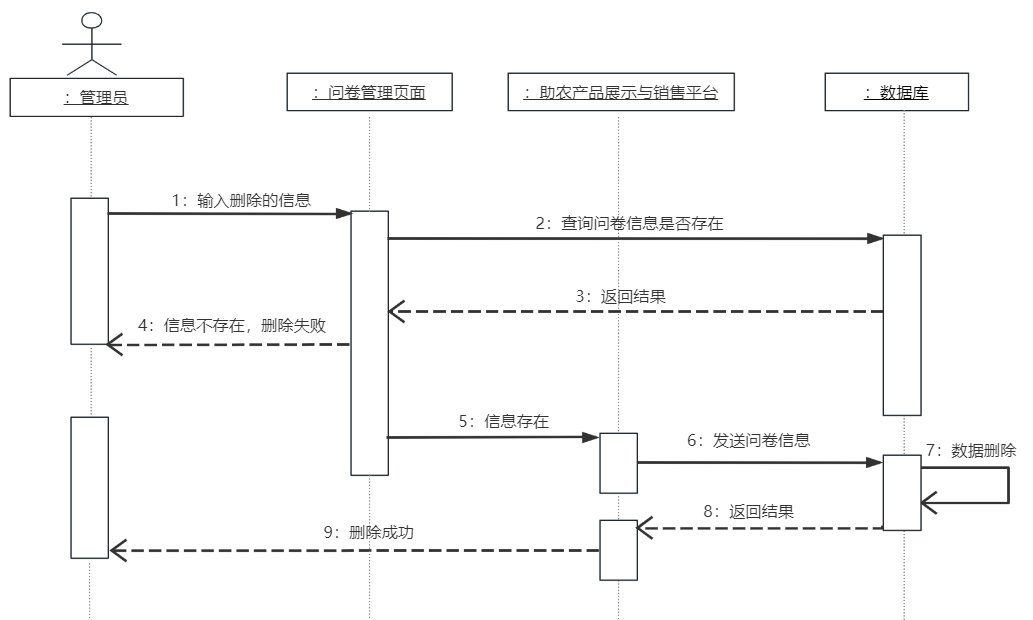 ：管理员
：问卷管理页面
：助农产品展示与销售平台
：数据库
1：输入删除的信息
2：查询问卷信息是否存在
3：返回结果
4：信息不存在，删除失败
5：信息存在
6：发送问卷信息
7：数据删除
8：返回结果
9：删除成功